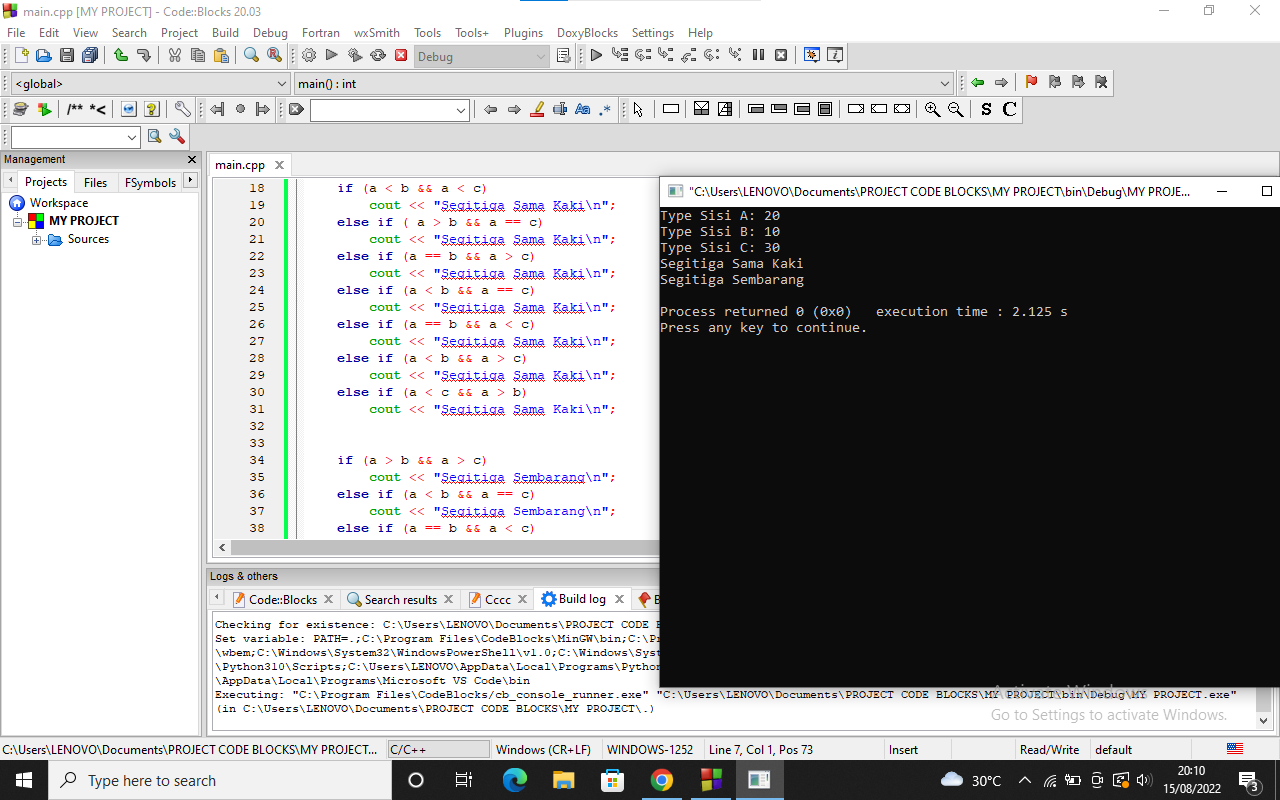 main.cpp [MY PROJECT] - Code::Blocks 20.03
File Edit View Search Project Build Debug Fortran wxSmith Tools Tools+ Plugins DoxyBlocks Settings Help
Debug
<global> main() : int
/** *< .* S C
Management
Projects Files FSymbols
Workspace
MY PROJECT
Sources
main.cpp
18 if (a < b && a < c)
19 cout << "Segitiga Sama Kaki\n";
20 else if ( a > b && a == c)
21 cout << "Segitiga Sama Kaki\n";
22 else if (a == b && a > c)
23 cout << "Segitiga Sama Kaki\n";
24 else if (a < b && a == c)
25 cout << "Segitiga Sama Kaki\n";
26 else if (a == b && a < c)
27 cout << "Segitiga Sama Kaki\n";
28 else if (a < b && a > c)
29 cout << "Segitiga Sama Kaki\n";
30 else if (a < c && a > b)
31 cout << "Segitiga Sama Kaki\n";
32
33
34 if (a > b && a > c)
35 cout << "Segitiga Sembarang\n";
36 else if (a < b && a == c)
37 cout << "Segitiga Sembarang\n";
38 else if (a == b && a < c)
"C:\Users\LENOVO\Documents\PROJECT CODE BLOCKS\MY PROJECT\bin\Debug\MY PROJE...
Type Sisi A: 20
Type Sisi B: 10
Type Sisi C: 30
Segitiga Sama Kaki
Segitiga Sembarang
Process returned 0 (0x0) execution time : 2.125 s
Press any key to continue.
Logs & others
Code::Blocks Search results Cccc Build log B
Checking for existence: C:\Users\LENOVO\Documents\PROJECT CODE
Set variable: PATH=.;C:\Program Files\CodeBlocks\MinGW\bin;C:\P
\wbem;C:\Windows\System32\WindowsPowerShell\v1.0;C:\Windows\Syst
\Python310\Scripts;C:\Users\LENOVO\AppData\Local\Programs\Python
\AppData\Local\Programs\Microsoft VS Code\bin
Executing: "C:\Program Files\CodeBlocks/cb_console_runner.exe" "C:\Users\LENOVO\Documents\PROJECT CODE BLOCKS\MY PROJECT\bin\Debug\MY PROJECT.exe"
(in C:\Users\LENOVO\Documents\PROJECT CODE BLOCKS\MY PROJECT\.)
Activate Windows
Go to Settings to activate Windows.
C:\Users\LENOVO\Documents\PROJECT CODE BLOCKS\MY PROJECT... C/C++ Windows (CR+LF) WINDOWS-1252 Line 7, Col 1, Pos 73 Insert Read/Write default
Type here to search
30°C
20:10
15/08/2022
3